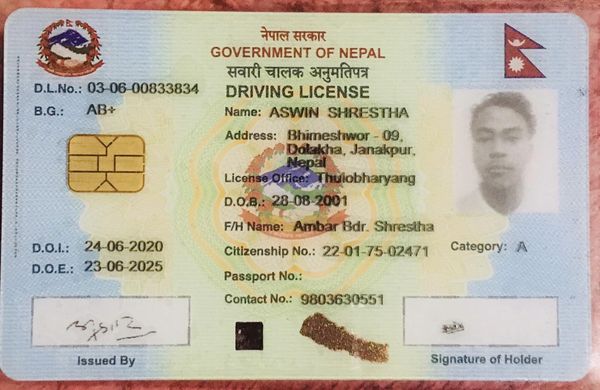 नेपाल सरकार
GOVERNMENT OF NEPAL
सवारी चालक अनुमतिपत्र
DRIVING LICENSE
D.L.No.: 03-06-00833834
B.G.: AB+
Name: ASWIN SHRESTHA
Address: Bhimeshwor - 09,
Dolakha, Janakpur,
Nepal
License Office: Thulobharyang
D.O.B.: 28-08-2001
F/H Name: Ambar Bdr. Shrestha
D.O.I.: 24-06-2020
D.O.E.: 23-06-2025
Citizenship No.: 22-01-75-02471
Category: A
Passport No.:
Contact No.: 9803630551
Issued By
Signature of Holder